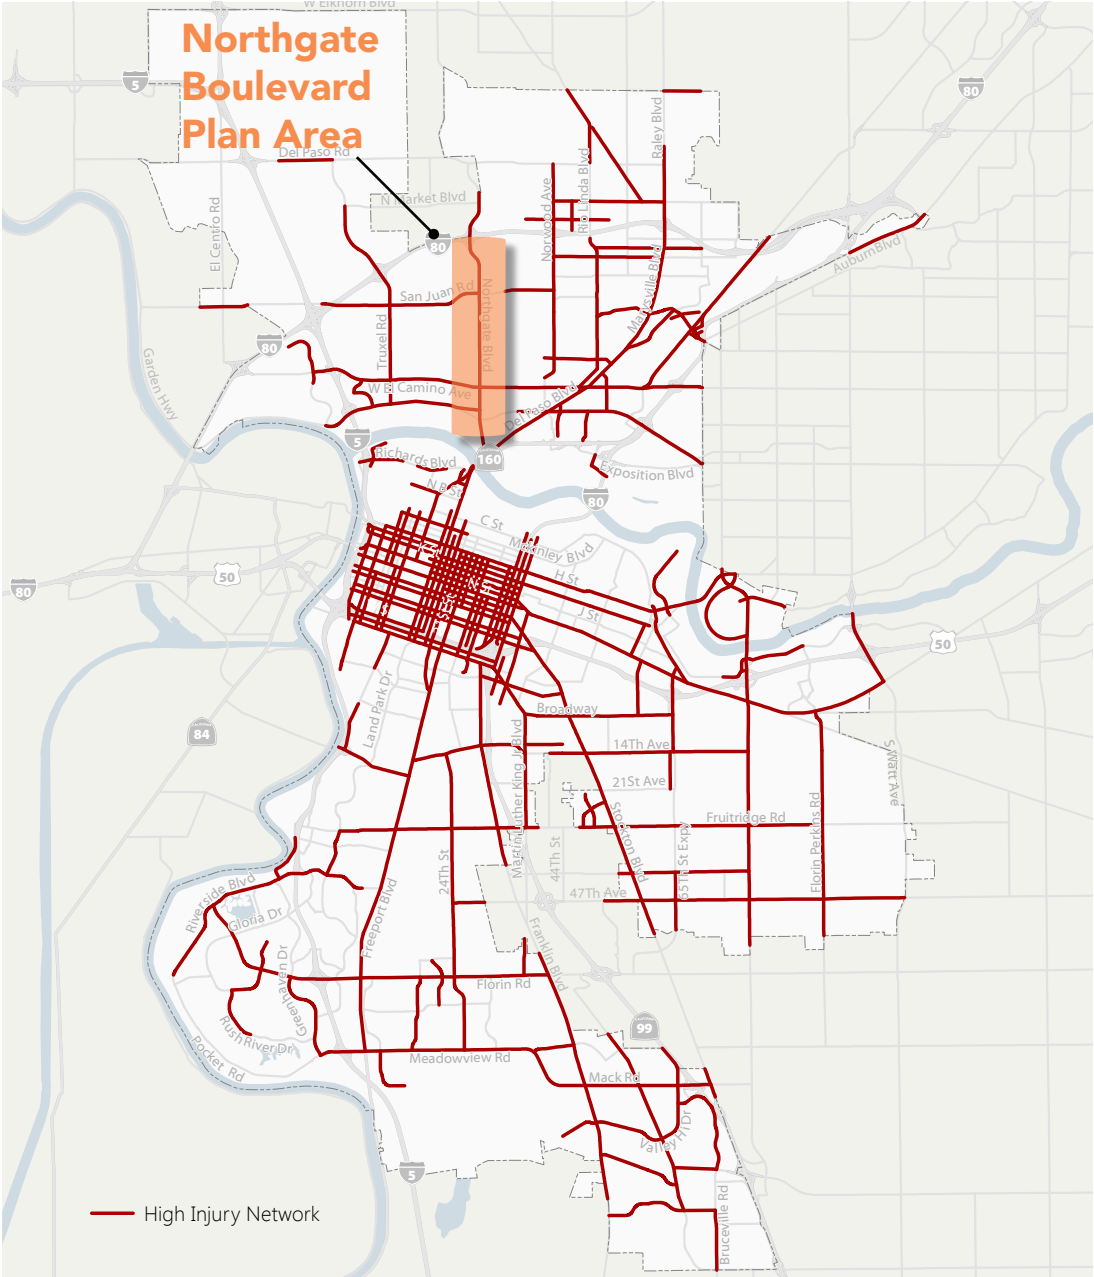 W Elkhorn Blvd
Northgate
Boulevard
Plan Area
5
80
Del Paso Rd
Raley Blvd
N Market Blvd
Rio Linda Blvd
Norwood Ave
El Centro Rd
80
Auburn Blvd
San Juan Rd
Northgate Blvd
Marysville Blvd
Truxel Rd
80
Garden Hwy
W El Camino Ave
Del Paso Blvd
5
160
Richards Blvd
Exposition Blvd
N B St
80
C St
McKinley Blvd
H St
J St
50
80
50
Land Park Dr
Broadway
84
14Th Ave
Martin Luther King Jr Blvd
21St Ave
S Watt Ave
Stockton Blvd
Fruitridge Rd
Florin Perkins Rd
65Th St Expy
44Th St
24Th St
47Th Ave
Riverside Blvd
Gloria Dr
Freeport Blvd
Franklin Blvd
Greenhaven Dr
Florin Rd
Rush River Dr
99
Pocket Rd
Meadowview Rd
Mack Rd
Valley Hi Dr
5
Bruceville Rd
High Injury Network